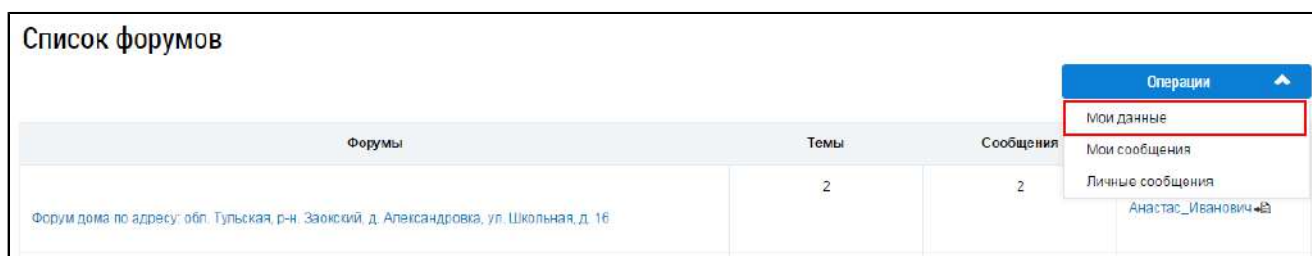 Список форумов
Операции
Мои данные
Мои сообщения
Личные сообщения
Форумы
Темы
Сообщения
Форум дома по адресу: обл. Тульская, р-н. Заокский, д. Александровка, ул. Школьная, д. 16
2
2
Анастас_Иванович